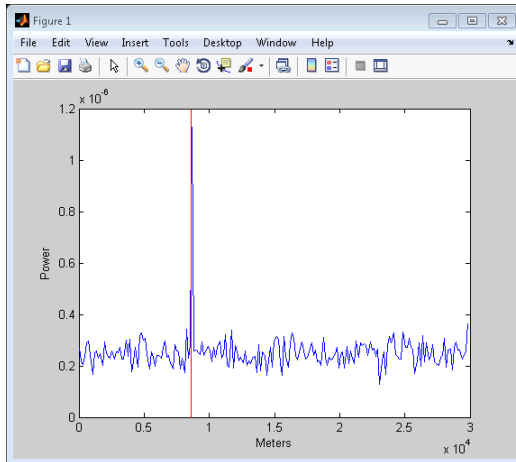 Figure 1
File Edit View Insert Tools Desktop Window Help
x 10^-6
1.2
1
0.8
0.6
0.4
0.2
0
Power
0 0.5 1 1.5 2 2.5 3
Meters
x 10^4